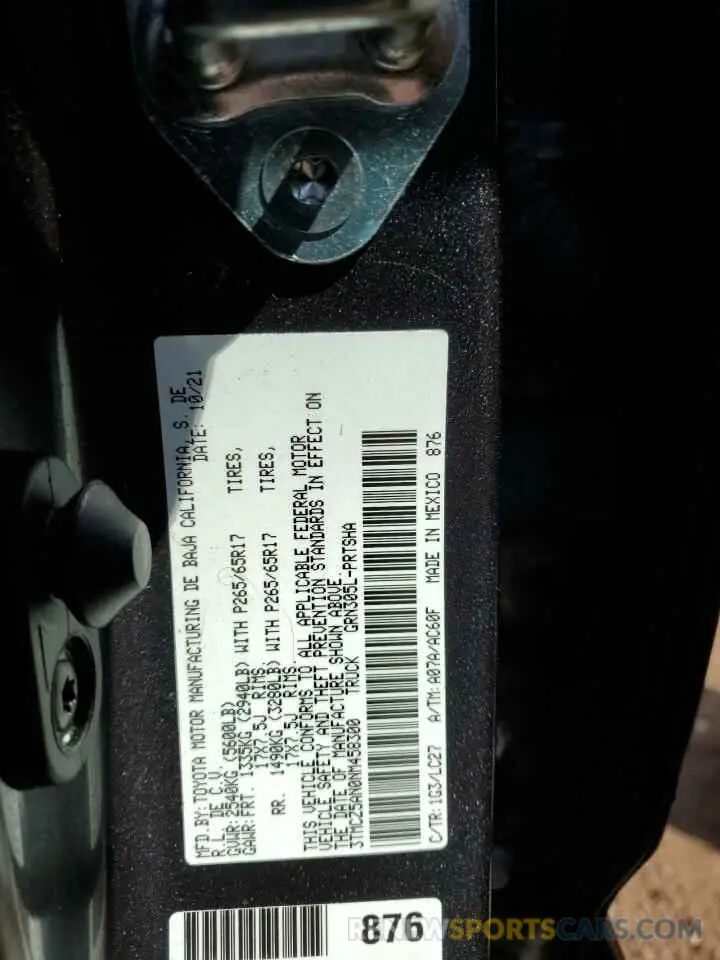 MFD.BY:TOYOTA MOTOR MANUFACTURING DE BAJA CALIFORNIA, S. DE
R.L. DE C.V. DATE: 10/21
GVWR:2540KG (5600LB)
GAWR:FRT. 1335KG (2940LB) WITH P265/65R17 TIRES,
17X7.5J RIMS.
RR. 1490KG (3280LB) WITH P265/65R17 TIRES,
17X7.5J RIMS.
THIS VEHICLE CONFORMS TO ALL APPLICABLE FEDERAL MOTOR
VEHICLE SAFETY AND THEFT PREVENTION STANDARDS IN EFFECT ON
THE DATE OF MANUFACTURE SHOWN ABOVE.
3TMCZ5AN0NM458300 TRUCK GRN305L-PRTSHA
C/TR:1G3/LC27 A/TM:A07A/AC60F MADE IN MEXICO 876
876
SPORTSCARS.COM